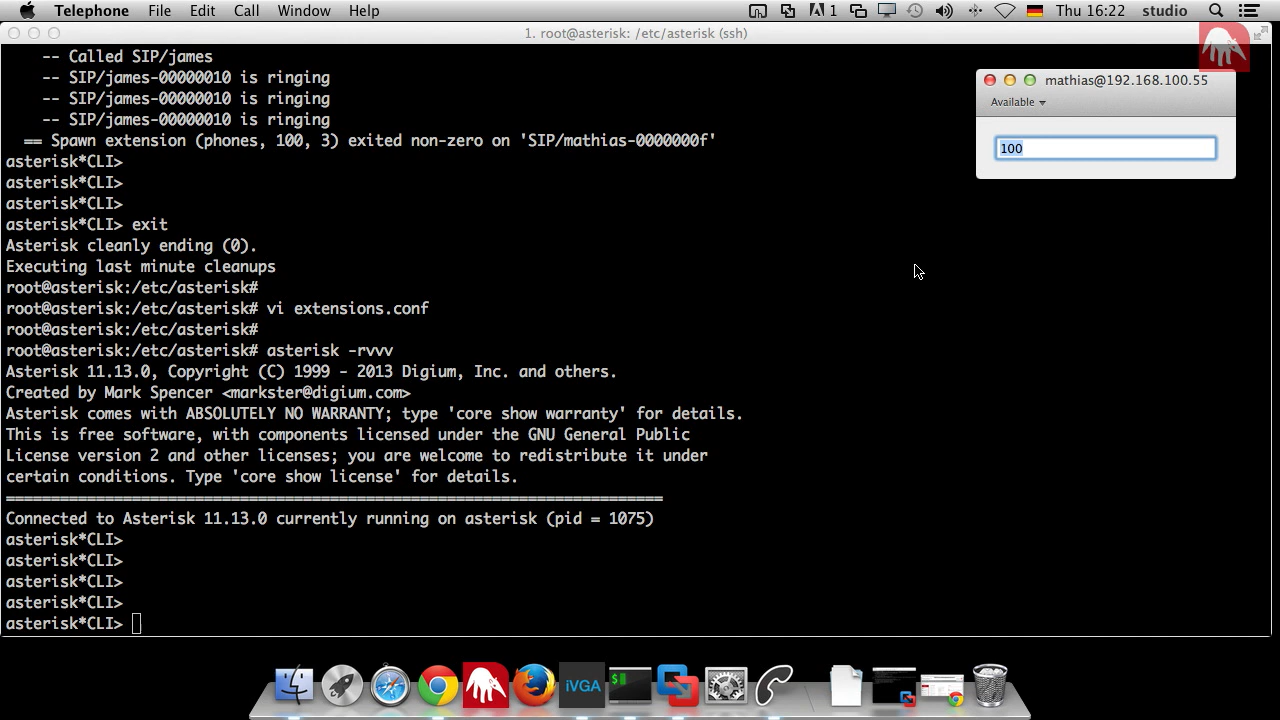 Telephone File Edit Call Window Help
1 Thu 16:22 studio
1. root@asterisk: /etc/asterisk (ssh)
-- Called SIP/james
-- SIP/james-00000010 is ringing
-- SIP/james-00000010 is ringing
-- SIP/james-00000010 is ringing
== Spawn extension (phones, 100, 3) exited non-zero on 'SIP/mathias-0000000f'
asterisk*CLI>
asterisk*CLI>
asterisk*CLI>
asterisk*CLI> exit
Asterisk cleanly ending (0).
Executing last minute cleanups
root@asterisk:/etc/asterisk#
root@asterisk:/etc/asterisk# vi extensions.conf
root@asterisk:/etc/asterisk#
root@asterisk:/etc/asterisk# asterisk -rvvv
Asterisk 11.13.0, Copyright (C) 1999 - 2013 Digium, Inc. and others.
Created by Mark Spencer <markster@digium.com>
Asterisk comes with ABSOLUTELY NO WARRANTY; type 'core show warranty' for details.
This is free software, with components licensed under the GNU General Public
License version 2 and other licenses; you are welcome to redistribute it under
certain conditions. Type 'core show license' for details.
=========================================================================
Connected to Asterisk 11.13.0 currently running on asterisk (pid = 1075)
asterisk*CLI>
asterisk*CLI>
asterisk*CLI>
asterisk*CLI>
asterisk*CLI>
mathias@192.168.100.55
Available
100
iVGA
$